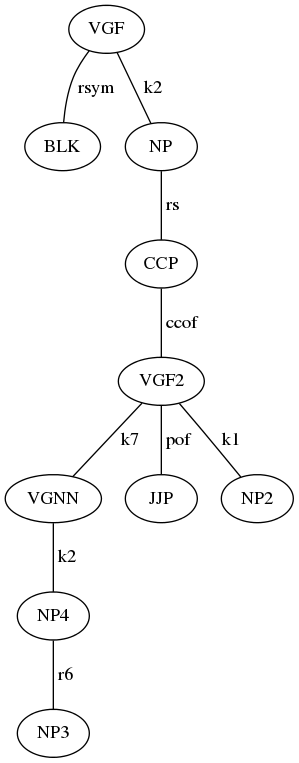 VGF
rsym k2
BLK NP
rs
CCP
ccof
VGF2
k7 pof k1
VGNN JJP NP2
k2
NP4
r6
NP3